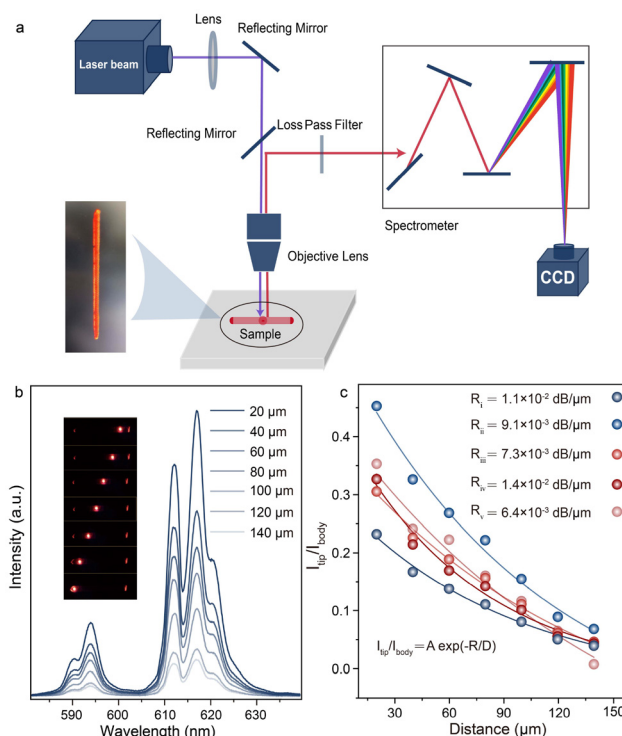 a
Lens
Reflecting Mirror
Laser beam
Reflecting Mirror
Loss Pass Filter
Spectrometer
Objective Lens
CCD
Sample
b
20 μm
40 μm
60 μm
80 μm
100 μm
120 μm
140 μm
Intensity (a.u.)
590 600 610 620 630
Wavelength (nm)
c
R_i = 1.1×10⁻² dB/μm
R_ii = 9.1×10⁻³ dB/μm
R_iii = 7.3×10⁻³ dB/μm
R_iv = 1.4×10⁻² dB/μm
R_v = 6.4×10⁻³ dB/μm
0.4
0.3
0.2
0.1
0.0
I_tip/I_body
I_tip/I_body=A exp(-R/D)
30 60 90 120 150
Distance (μm)